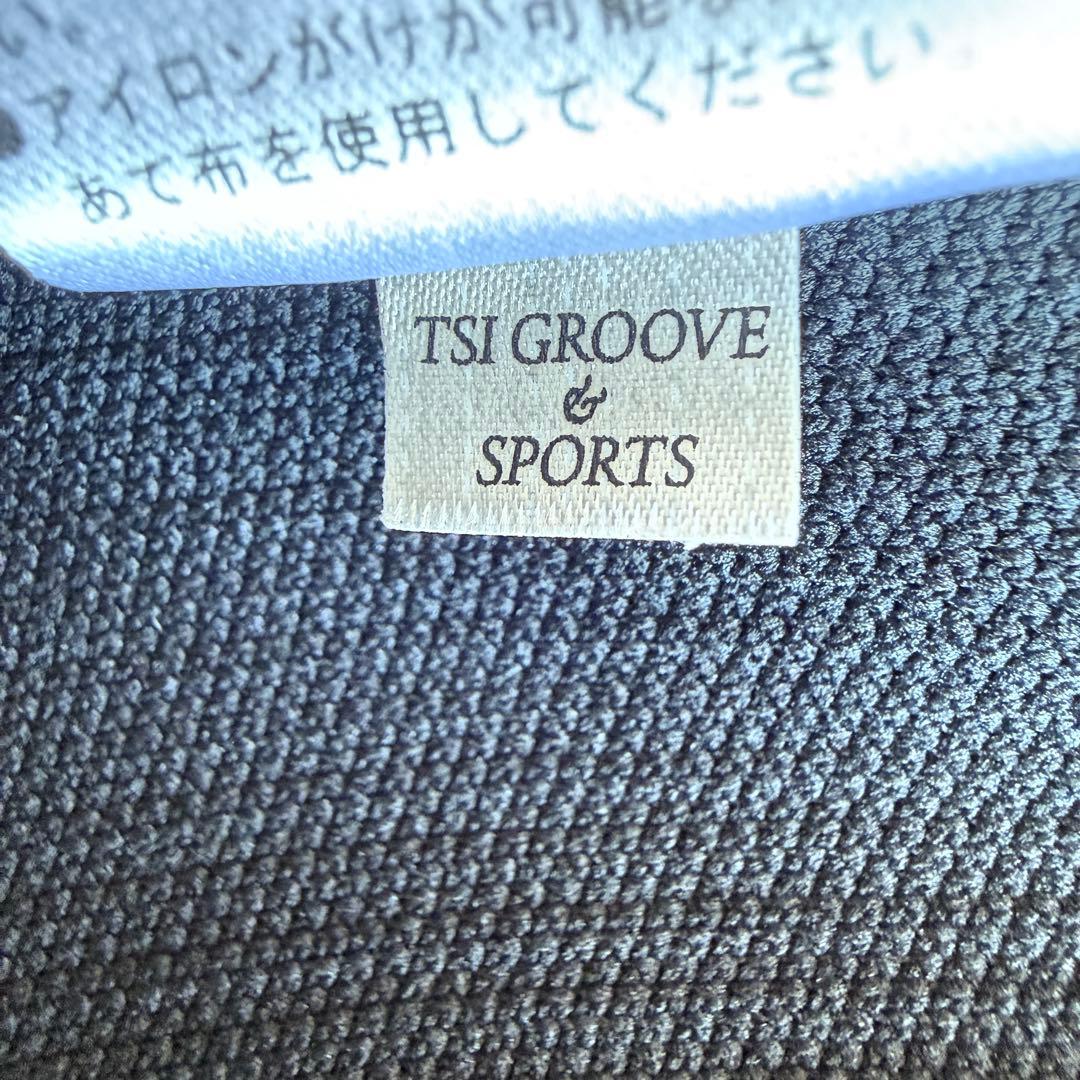 い。
アイロンがけが可能な
あて布を使用してください。
TSI GROOVE
&
SPORTS